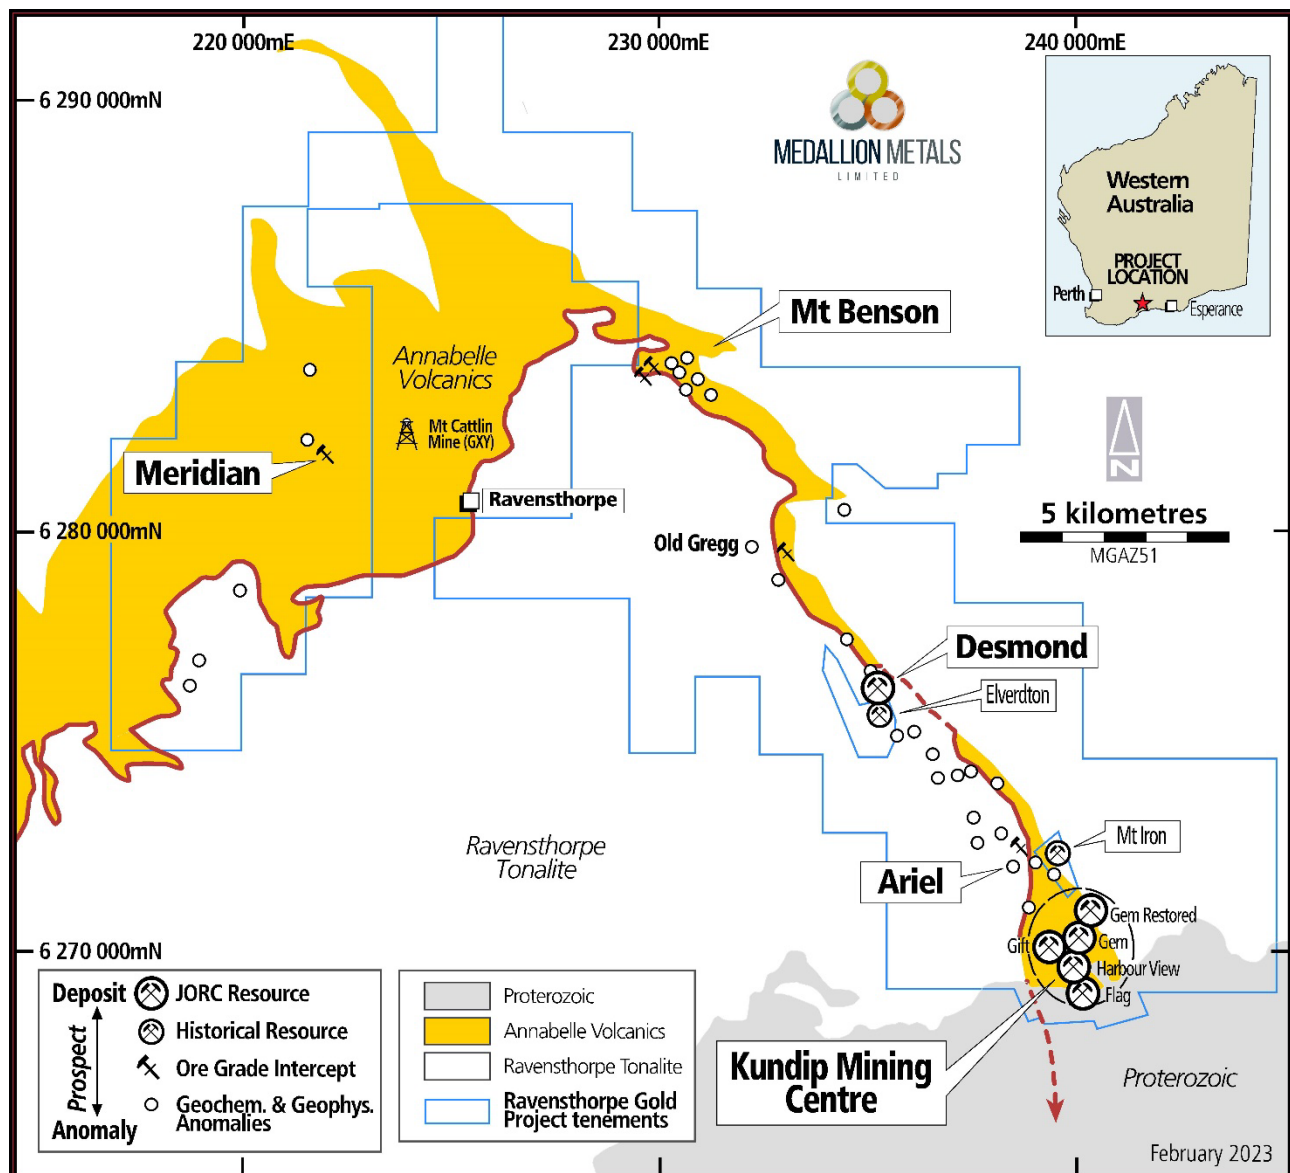 220 000mE
230 000mE
240 000mE
6 290 000mN
MEDALLION METALS
LIMITED
Western
Australia
PROJECT
LOCATION
Perth
Esperance
Mt Benson
Annabelle
Volcanics
Mt Cattlin
Mine (GXY)
Meridian
Ravensthorpe
N
5 kilometres
MGAZ51
6 280 000mN
Old Gregg
Desmond
Elverdton
Mt Iron
Ravensthorpe
Tonalite
Ariel
Gem Restored
Gem
Gift
Harbour View
Flag
6 270 000mN
Kundip Mining
Centre
Proterozoic
February 2023
Deposit
JORC Resource
Historical Resource
Prospect
Ore Grade Intercept
Geochem. & Geophys.
Anomalies
Anomaly
Proterozoic
Annabelle Volcanics
Ravensthorpe Tonalite
Ravensthorpe Gold
Project tenements